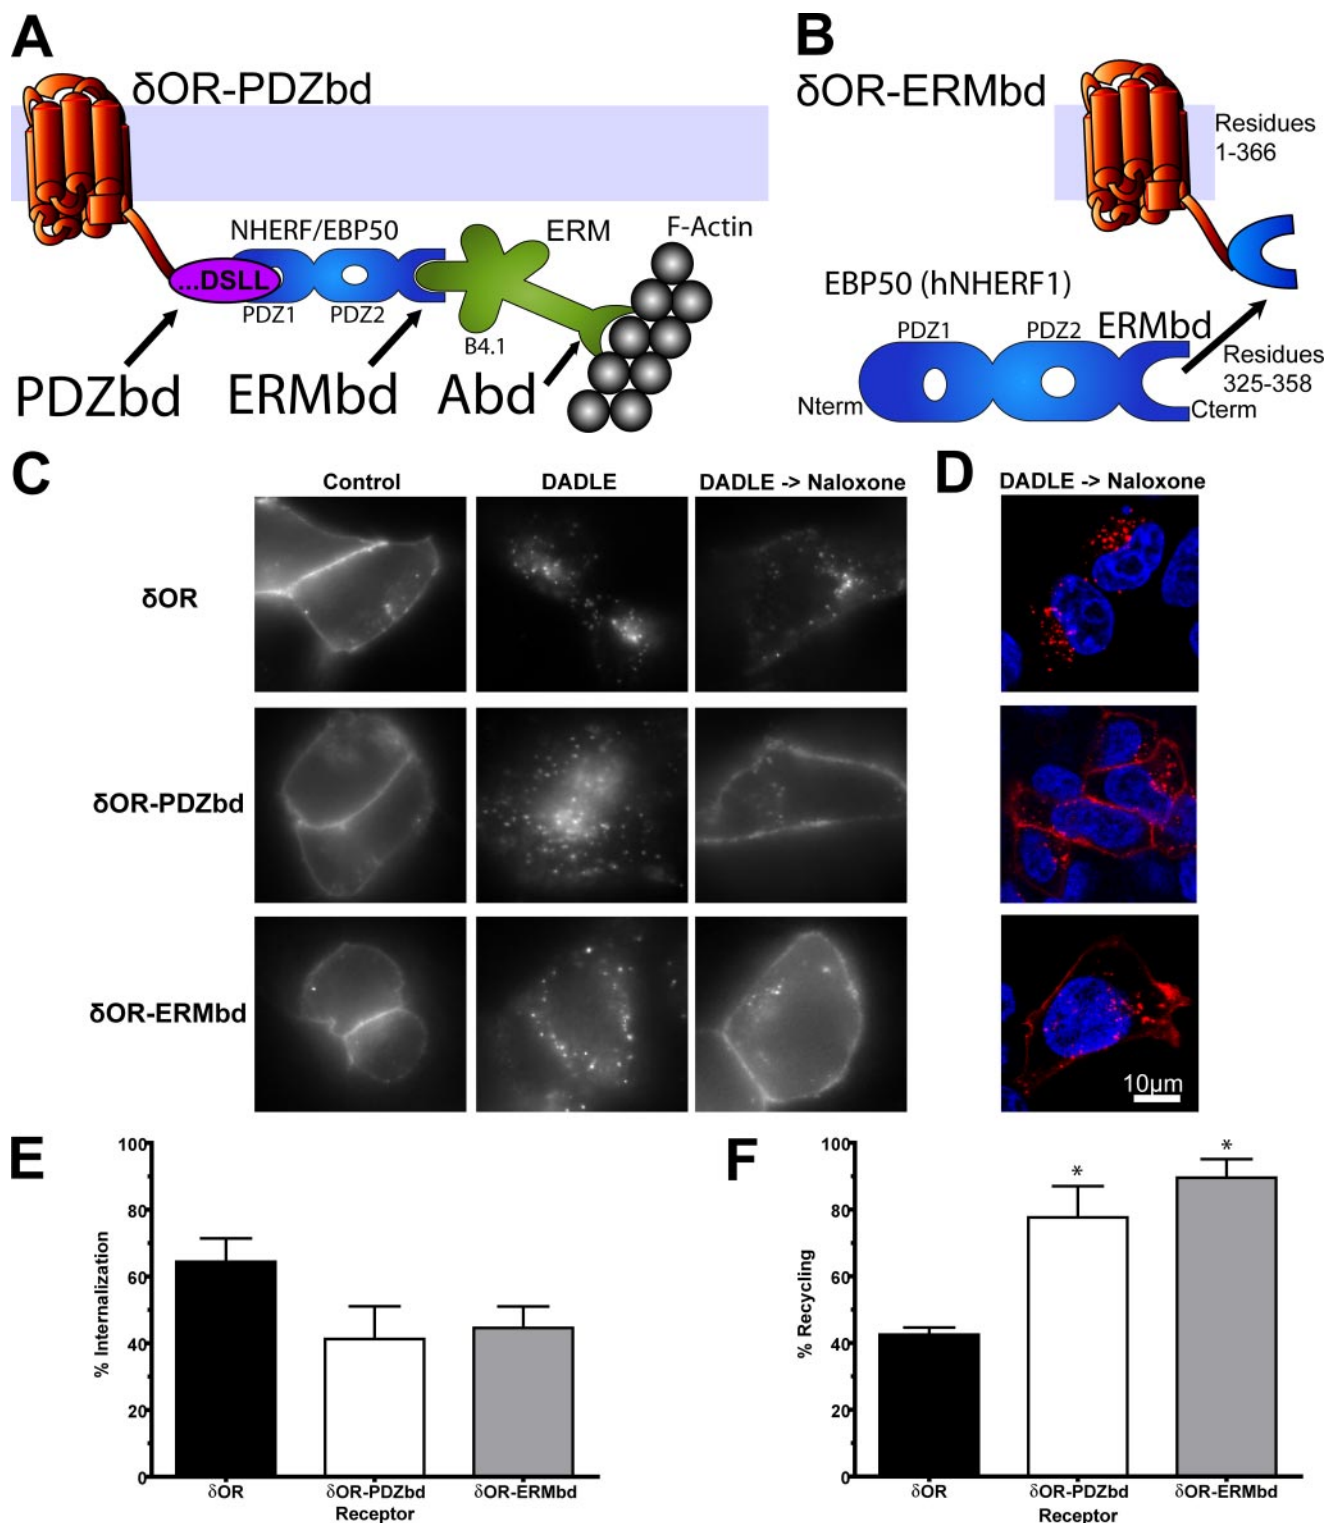 A
δOR-PDZbd
NHERF/EBP50
ERM
F-Actin
...DSLL
PDZ1
PDZ2
B4.1
PDZbd
ERMbd
Abd
B
δOR-ERMbd
Residues
1-366
EBP50 (hNHERF1)
PDZ1
PDZ2
ERMbd
Residues
325-358
Nterm
Cterm
C
Control
DADLE
DADLE -> Naloxone
δOR
δOR-PDZbd
δOR-ERMbd
D
DADLE -> Naloxone
10μm
E
% Internalization
100
80
60
40
20
0
δOR
δOR-PDZbd
δOR-ERMbd
Receptor
F
% Recycling
100
80
60
40
20
0
*
*
δOR
δOR-PDZbd
δOR-ERMbd
Receptor